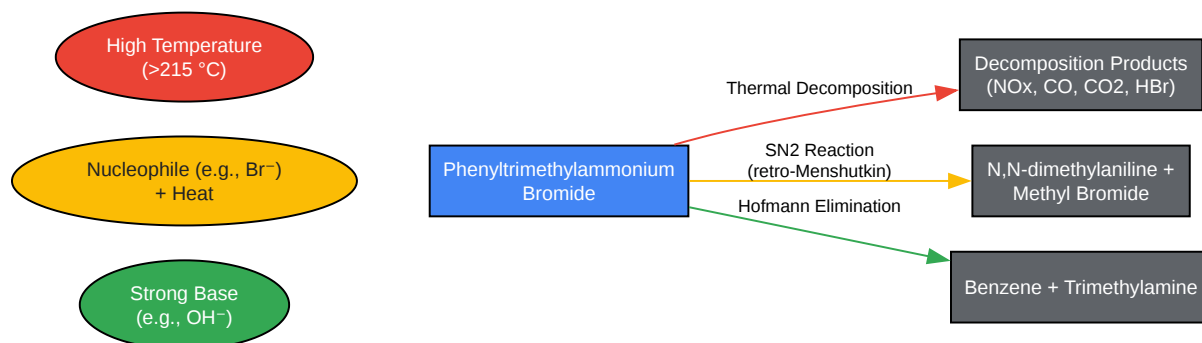 High Temperature
(>215 °C)
Nucleophile (e.g., Br⁻)
+ Heat
Strong Base
(e.g., OH⁻)
Phenyltrimethylammonium
Bromide
Thermal Decomposition
SN2 Reaction
(retro-Menshutkin)
Hofmann Elimination
Decomposition Products
(NOx, CO, CO2, HBr)
N,N-dimethylaniline +
Methyl Bromide
Benzene + Trimethylamine